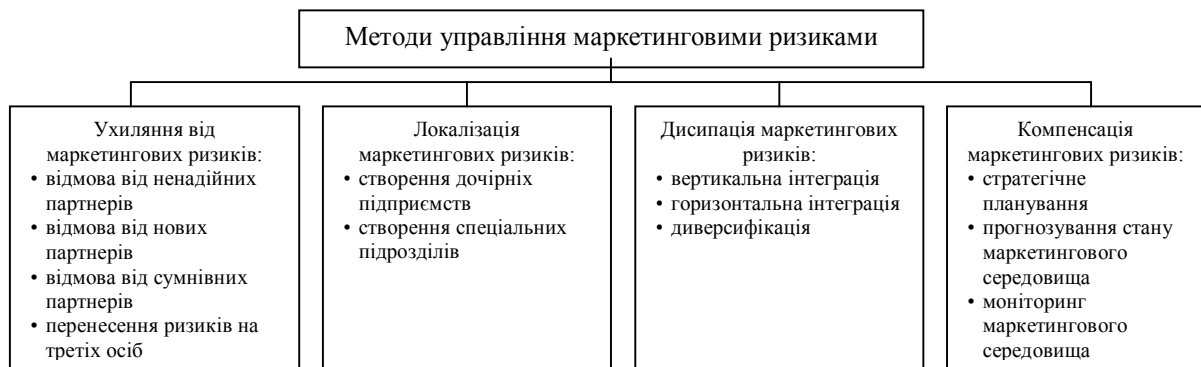 Методи управління маркетинговими ризиками
Ухиляння від
маркетингових ризиків:
• відмова від ненадійних
партнерів
• відмова від нових
партнерів
• відмова від сумнівних
партнерів
• перенесення ризиків на
третіх осіб
Локалізація
маркетингових ризиків:
• створення дочірніх
підприємств
• створення спеціальних
підрозділів
Дисипація маркетингових
ризиків:
• вертикальна інтеграція
• горизонтальна інтеграція
• диверсифікація
Компенсація
маркетингових ризиків:
• стратегічне
планування
• прогнозування стану
маркетингового
середовища
• моніторинг
маркетингового
середовища